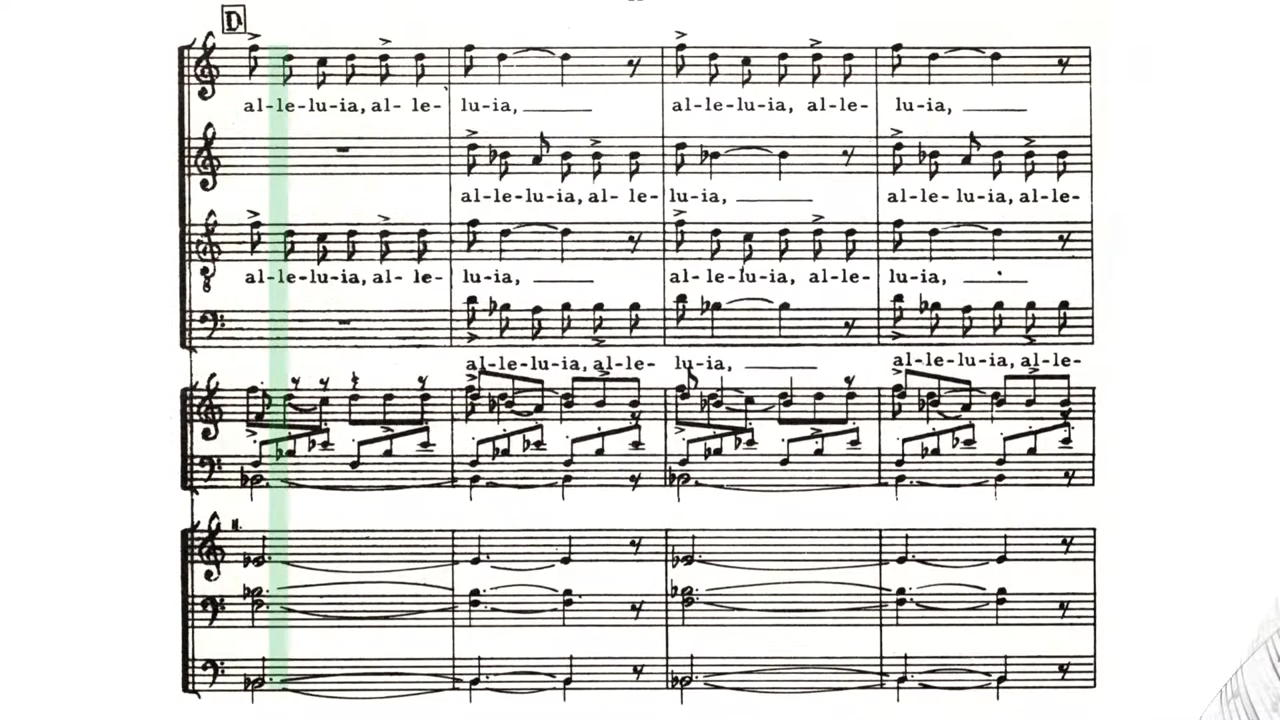 D
al-le-lu-ia, al- le- lu-ia, al-le-lu-ia, al-le- lu-ia,
al-le-lu-ia, al- le- lu-ia, al-le- lu-ia, al-le-
al-le-lu-ia, al- le- lu-ia, al-le-lu-ia, al-le- lu-ia,
8
al-le-lu-ia, al-le- lu-ia, al-le-lu-ia, al-le-